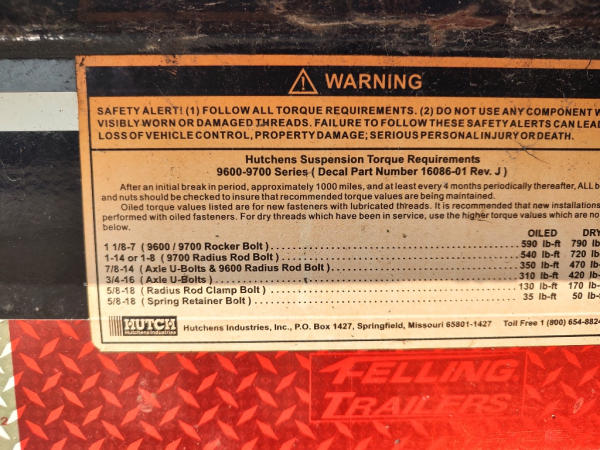 WARNING
SAFETY ALERT! (1) FOLLOW ALL TORQUE REQUIREMENTS. (2) DO NOT USE ANY COMPONENT W
VISIBLY WORN OR DAMAGED THREADS. FAILURE TO FOLLOW THESE SAFETY ALERTS CAN LEAD
LOSS OF VEHICLE CONTROL, PROPERTY DAMAGE; SERIOUS PERSONAL INJURY OR DEATH.
Hutchens Suspension Torque Requirements
9600-9700 Series ( Decal Part Number 16086-01 Rev. J )
After an initial break in period, approximately 1000 miles, and at least every 4 months periodically thereafter, ALL b
and nuts should be checked to insure that recommended torque values are being maintained.
Oiled torque values listed are for new fasteners with lubricated threads. It is recommended that new installations
performed with oiled fasteners. For dry threads which have been in service, use the higher torque values which are no
below.
OILED DRY
1 1/8-7 ( 9600 / 9700 Rocker Bolt ) 590 lb-ft 790 lb
1-14 or 1-8 ( 9700 Radius Rod Bolt ) 540 lb-ft 720 lb
7/8-14 ( Axle U-Bolts & 9600 Radius Rod Bolt ) 350 lb-ft 470 lb
3/4-16 ( Axle U-Bolts ) 310 lb-ft 420 lb-
5/8-18 ( Radius Rod Clamp Bolt ) 130 lb-ft 170 lb-
5/8-18 ( Spring Retainer Bolt ) 35 lb-ft 50 lb
HUTCH
Hutchens Industries
Hutchens Industries, Inc., P.O. Box 1427, Springfield, Missouri 65801-1427 Toll Free 1 (800) 654-8824
FELLING
TRAILERS